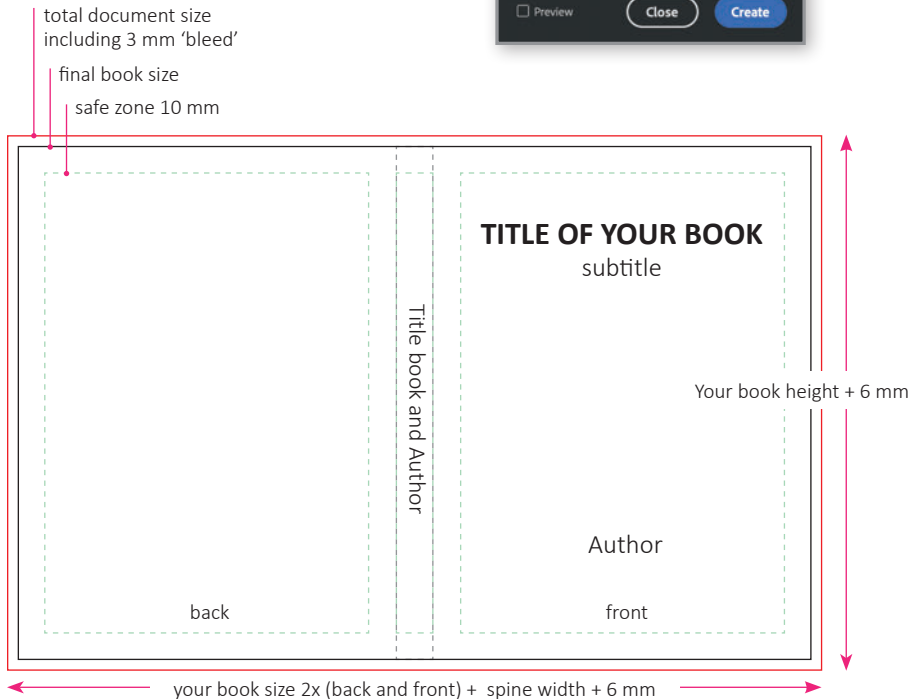 Preview
Close
Create
total document size
including 3 mm ‘bleed’
final book size
safe zone 10 mm
TITLE OF YOUR BOOK
subtitle
Title book and Author
Your book height + 6 mm
Author
back
front
your book size 2x (back and front) + spine width + 6 mm